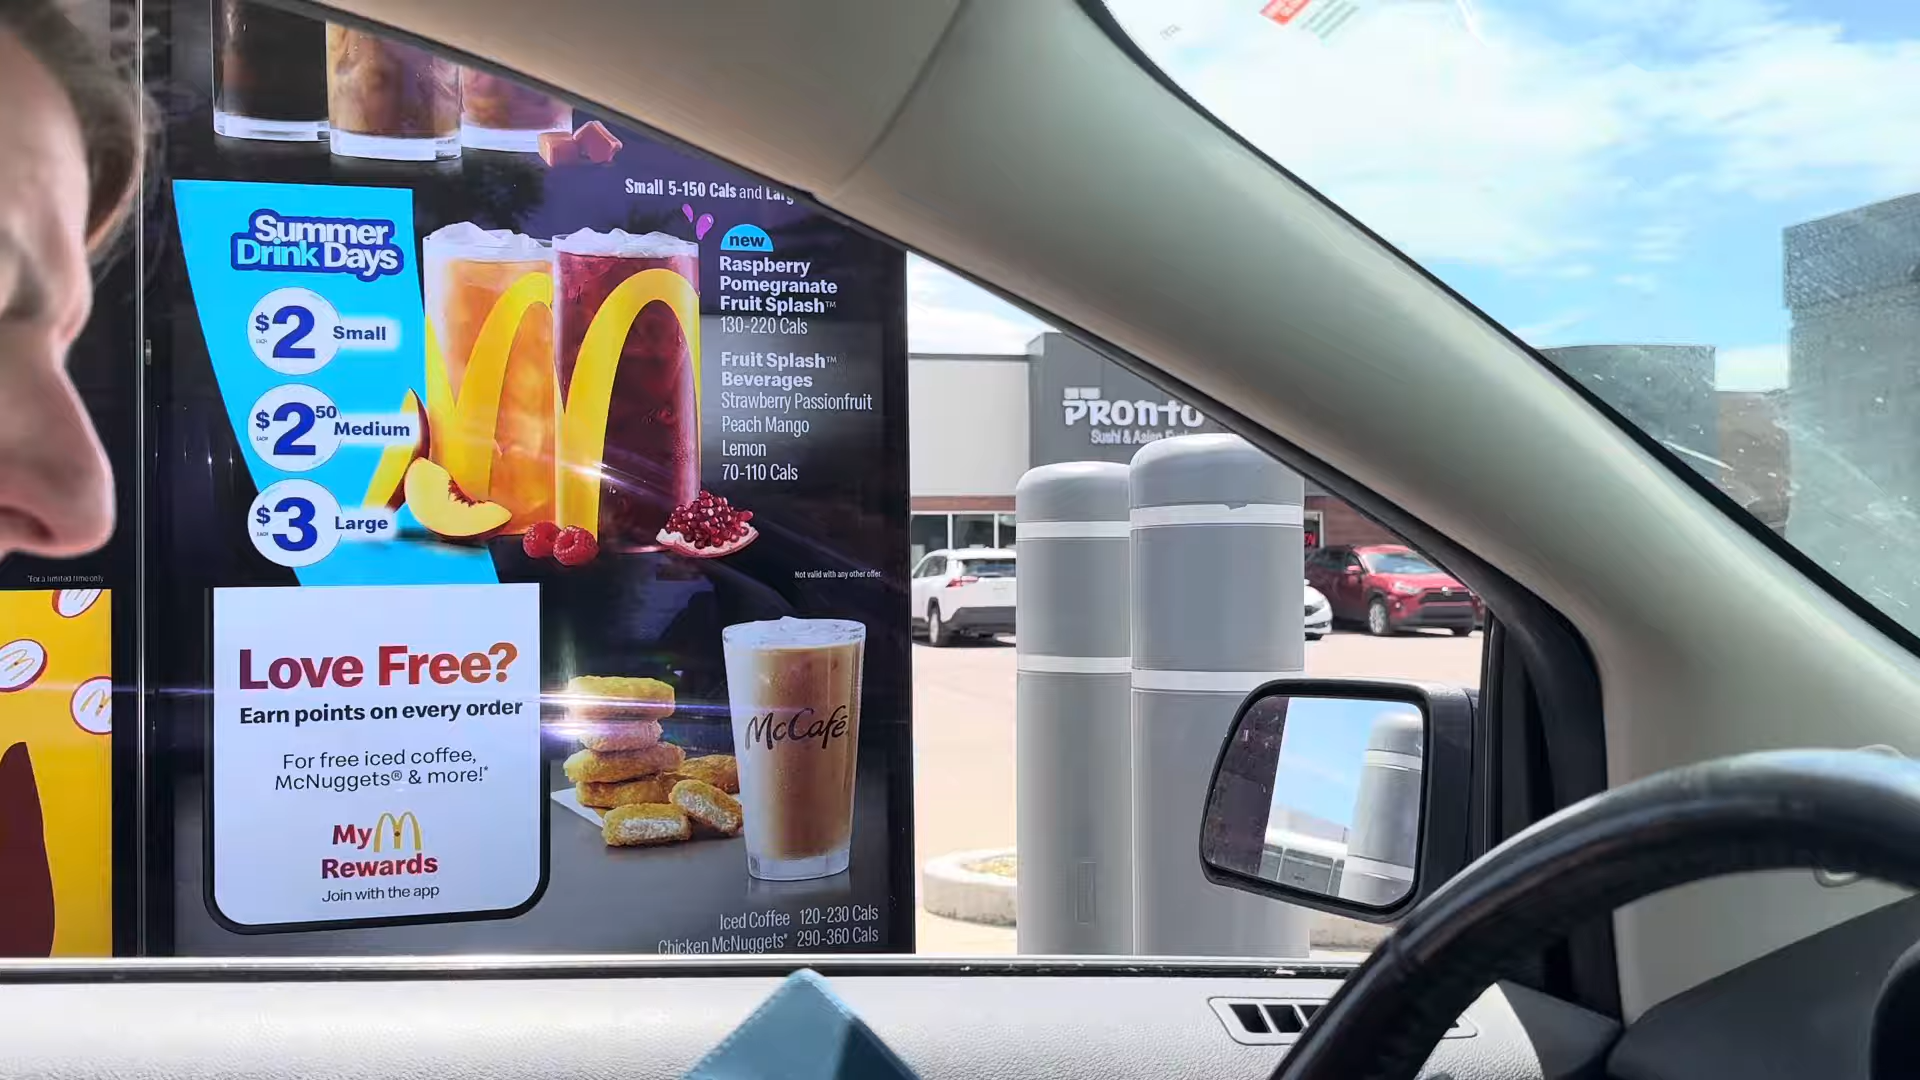 Small 5-150 Cals and Larg
Summer
Drink Days
$2 Small
$2 50 Medium
$3 Large
new
Raspberry
Pomegranate
Fruit Splash™
130-220 Cals
Fruit Splash™
Beverages
Strawberry Passionfruit
Peach Mango
Lemon
70-110 Cals
Not valid with any other offer.
*For a limited time only
Love Free?
Earn points on every order
For free iced coffee,
McNuggets® & more!*
My
Rewards
Join with the app
McCafé
Iced Coffee 120-230 Cals
Chicken McNuggets® 290-360 Cals
PRONTO
Sushi & Asian